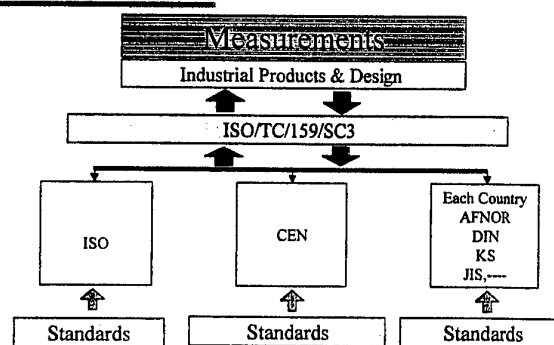 Measurements
Industrial Products & Design
ISO/TC/159/SC3
ISO
CEN
Each Country
AFNOR
DIN
KS
JIS,----
Standards
Standards
Standards